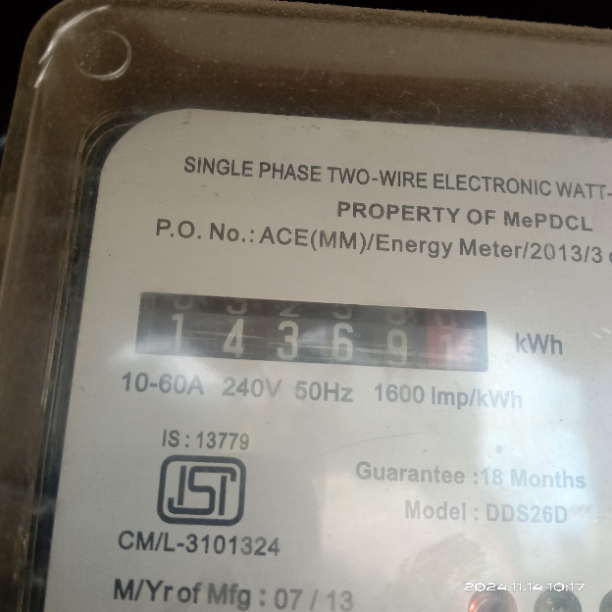 SINGLE PHASE TWO-WIRE ELECTRONIC WATT-
PROPERTY OF MePDCL
P.O. No.: ACE(MM)/Energy Meter/2013/3
14369 kWh
10-60A 240V 50Hz 1600 Imp/kWh
IS : 13779
ISI
Guarantee :18 Months
Model : DDS26D
CM/L-3101324
M/Yr of Mfg : 07 / 13
2024.11.14 10:17